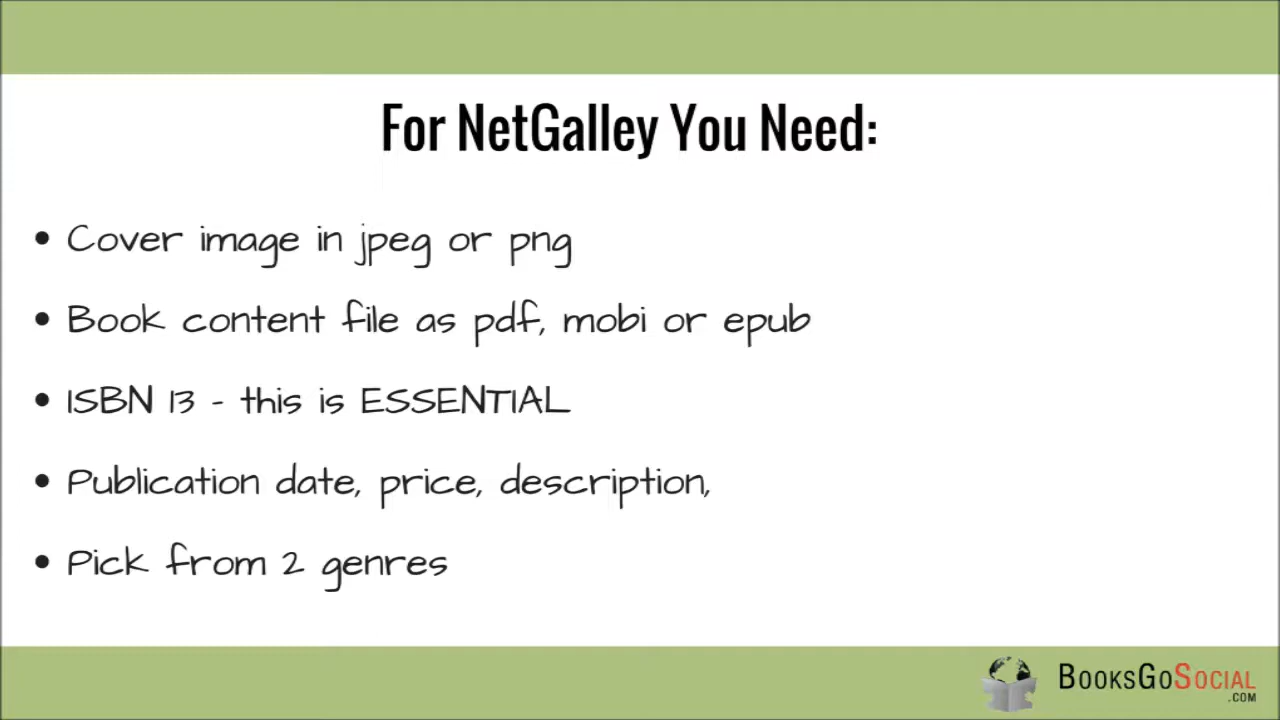 For NetGalley You Need:
• Cover image in jpeg or png
• Book content file as pdf, mobi or epub
• ISBN 13 - this is ESSENTIAL
• Publication date, price, description,
• Pick from 2 genres
BOOKSGOSOCIAL
.COM